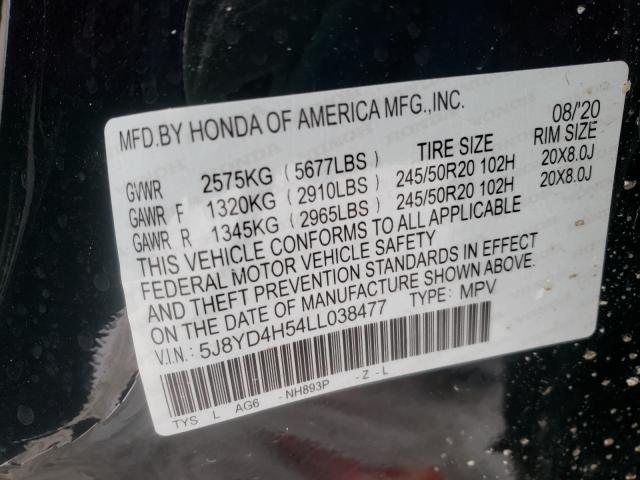 MFD.BY HONDA OF AMERICA MFG.,INC. 08/'20
TIRE SIZE RIM SIZE
GVWR 2575KG (5677LBS)
GAWR F 1320KG (2910LBS) 245/50R20 102H 20X8.0J
GAWR R 1345KG (2965LBS) 245/50R20 102H 20X8.0J
THIS VEHICLE CONFORMS TO ALL APPLICABLE
FEDERAL MOTOR VEHICLE SAFETY
AND THEFT PREVENTION STANDARDS IN EFFECT
ON THE DATE OF MANUFACTURE SHOWN ABOVE.
V.I.N.: 5J8YD4H54LL038477 TYPE: MPV
TYS L AG6 -NH893P -Z-L